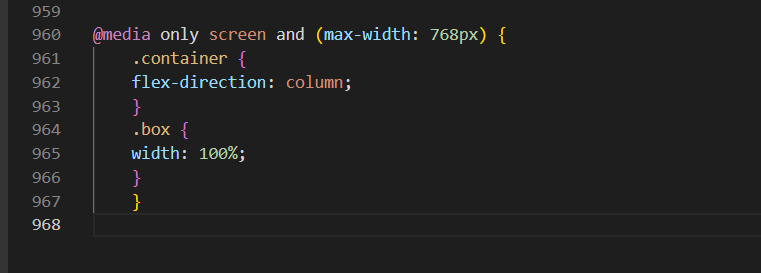 959
960 @media only screen and (max-width: 768px) {
961 .container {
962 flex-direction: column;
963 }
964 .box {
965 width: 100%;
966 }
967 }
968